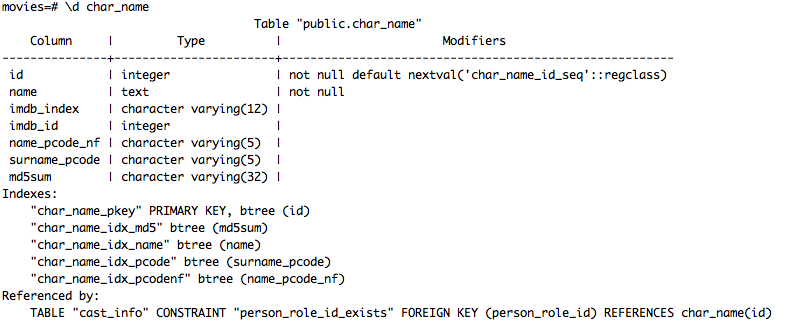 movies=# \d char_name
                                  Table "public.char_name"
    Column     |         Type          |                       Modifiers
---------------+-----------------------+--------------------------------------------------------
 id            | integer               | not null default nextval('char_name_id_seq'::regclass)
 name          | text                  | not null
 imdb_index    | character varying(12) |
 imdb_id       | integer               |
 name_pcode_nf | character varying(5)  |
 surname_pcode | character varying(5)  |
 md5sum        | character varying(32) |
Indexes:
    "char_name_pkey" PRIMARY KEY, btree (id)
    "char_name_idx_md5" btree (md5sum)
    "char_name_idx_name" btree (name)
    "char_name_idx_pcode" btree (surname_pcode)
    "char_name_idx_pcodenf" btree (name_pcode_nf)
Referenced by:
    TABLE "cast_info" CONSTRAINT "person_role_id_exists" FOREIGN KEY (person_role_id) REFERENCES char_name(id)